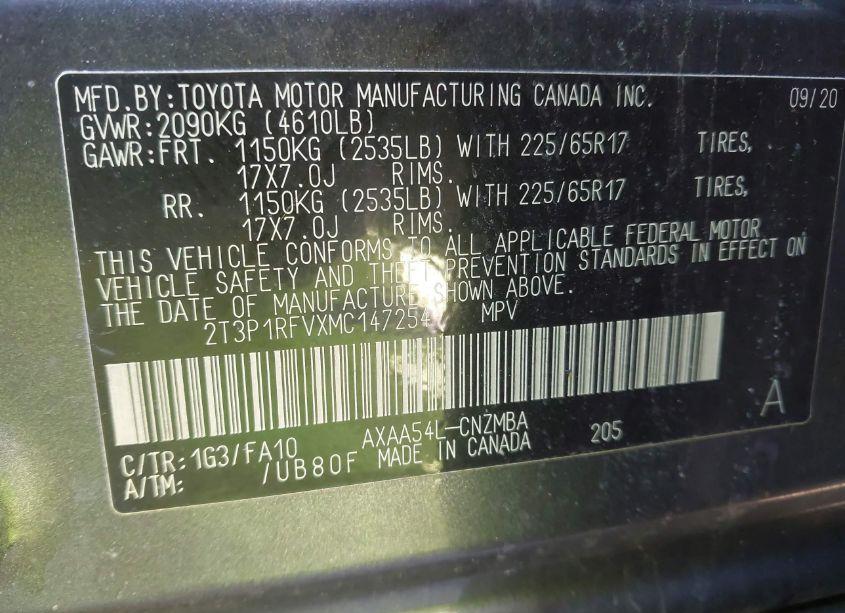 MFD.BY:TOYOTA MOTOR MANUFACTURING CANADA INC. 09/20
GVWR:2090KG (4610LB)
GAWR:FRT. 1150KG (2535LB) WITH 225/65R17 TIRES,
17X7.0J RIMS.
RR. 1150KG (2535LB) WITH 225/65R17 TIRES,
17X7.0J RIMS.
THIS VEHICLE CONFORMS TO ALL APPLICABLE FEDERAL MOTOR
VEHICLE SAFETY AND THEFT PREVENTION STANDARDS IN EFFECT ON
THE DATE OF MANUFACTURE SHOWN ABOVE.
2T3P1RFVXMC147254 MPV
A
C/TR:1G3/FA10 AXAA54L-CNZMBA 205
A/TM: /UB80F MADE IN CANADA